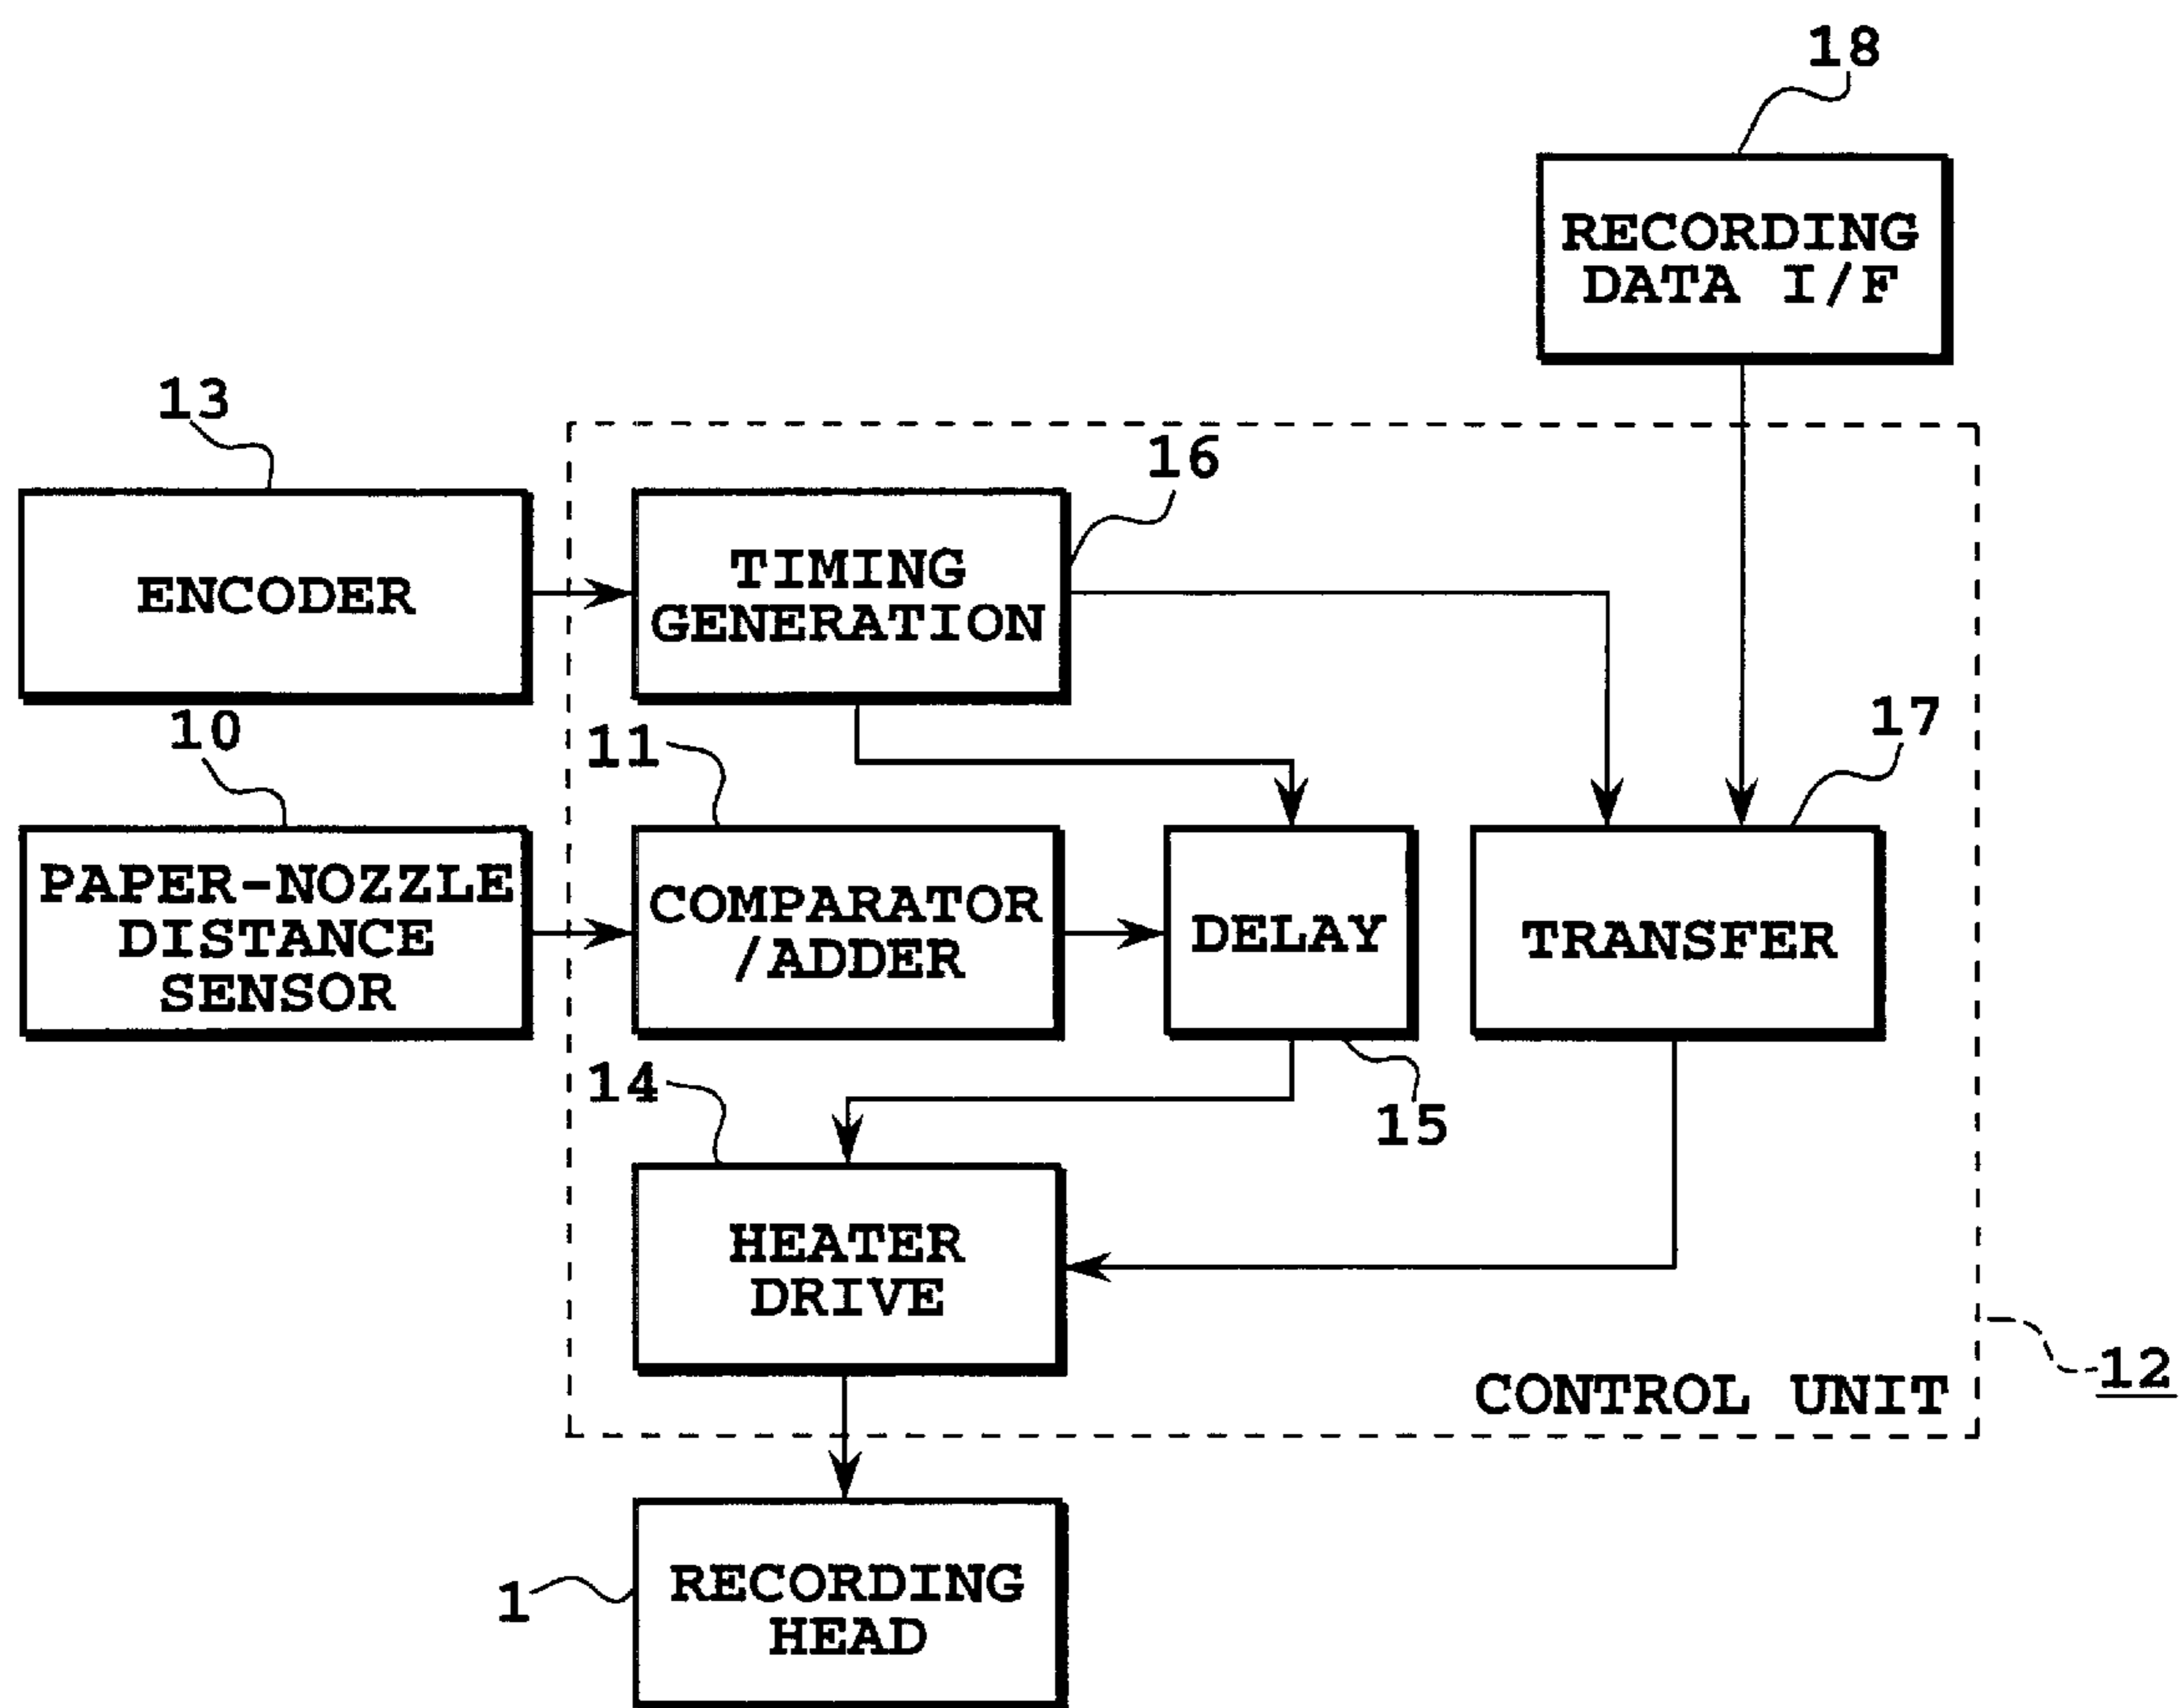 18
RECORDING
DATA I/F
13
16
ENCODER
TIMING
GENERATION
10
11
17
PAPER-NOZZLE
DISTANCE
SENSOR
COMPARATOR
/ADDER
DELAY
TRANSFER
14
15
HEATER
DRIVE
CONTROL UNIT
12
1
RECORDING
HEAD